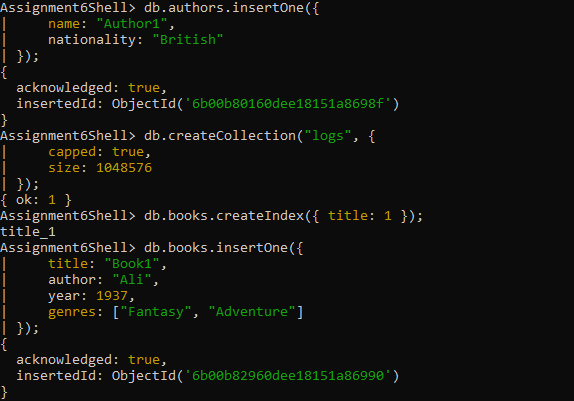 Assignment6Shell> db.authors.insertOne({
|     name: "Author1",
|     nationality: "British"
| });
{
  acknowledged: true,
  insertedId: ObjectId('6b00b80160dee18151a8698f')
}
Assignment6Shell> db.createCollection("logs", {
|     capped: true,
|     size: 1048576
| });
{ ok: 1 }
Assignment6Shell> db.books.createIndex({ title: 1 });
title_1
Assignment6Shell> db.books.insertOne({
|     title: "Book1",
|     author: "Ali",
|     year: 1937,
|     genres: ["Fantasy", "Adventure"]
| });
{
  acknowledged: true,
  insertedId: ObjectId('6b00b82960dee18151a86990')
}